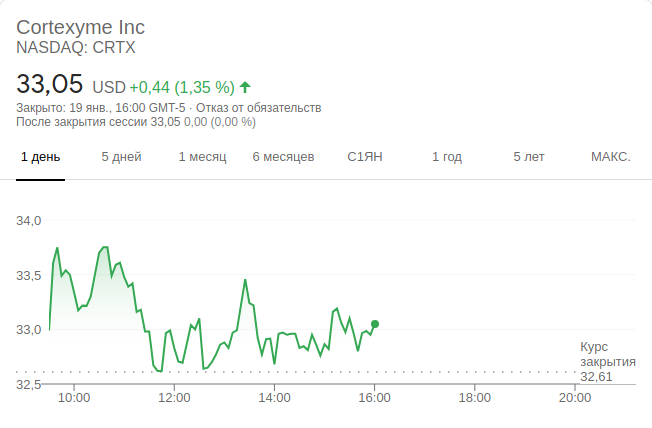 Cortexyme Inc
NASDAQ: CRTX
33,05 USD +0,44 (1,35 %)
Закрыто: 19 янв., 16:00 GMT-5 · Отказ от обязательств
После закрытия сессии 33,05 0,00 (0,00 %)
1 день 5 дней 1 месяц 6 месяцев С1ЯН 1 год 5 лет МАКС.
34,0
33,5
33,0
Курс
закрытия
32,61
32,5
10:00 12:00 14:00 16:00 18:00 20:00